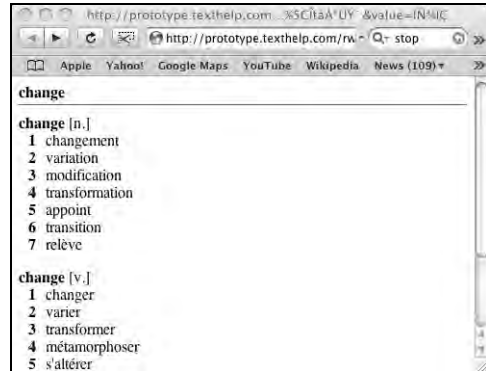 http://prototype.texthelp.com
http://prototype.texthelp.com/rw
stop
Apple Yahoo! Google Maps YouTube Wikipedia News (109)
change
change [n.]
1 changement
2 variation
3 modification
4 transformation
5 appoint
6 transition
7 relève
change [v.]
1 changer
2 varier
3 transformer
4 métamorphoser
5 s'altérer